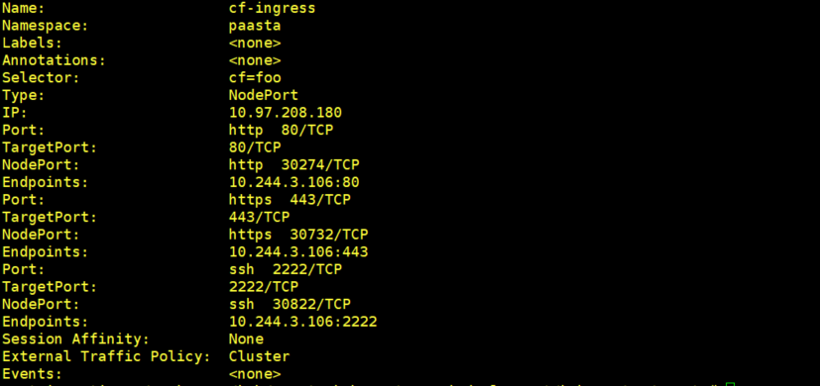 Name: cf-ingress
Namespace: paasta
Labels: <none>
Annotations: <none>
Selector: cf=foo
Type: NodePort
IP: 10.97.208.180
Port: http 80/TCP
TargetPort: 80/TCP
NodePort: http 30274/TCP
Endpoints: 10.244.3.106:80
Port: https 443/TCP
TargetPort: 443/TCP
NodePort: https 30732/TCP
Endpoints: 10.244.3.106:443
Port: ssh 2222/TCP
TargetPort: 2222/TCP
NodePort: ssh 30822/TCP
Endpoints: 10.244.3.106:2222
Session Affinity: None
External Traffic Policy: Cluster
Events: <none>